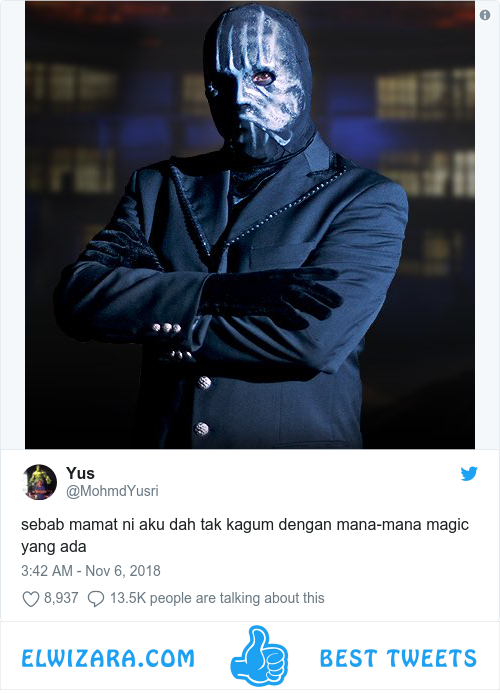 Yus
@MohmdYusri
sebab mamat ni aku dah tak kagum dengan mana-mana magic
yang ada
3:42 AM - Nov 6, 2018
8,937 13.5K people are talking about this
ELWIZARA.COM BEST TWEETS